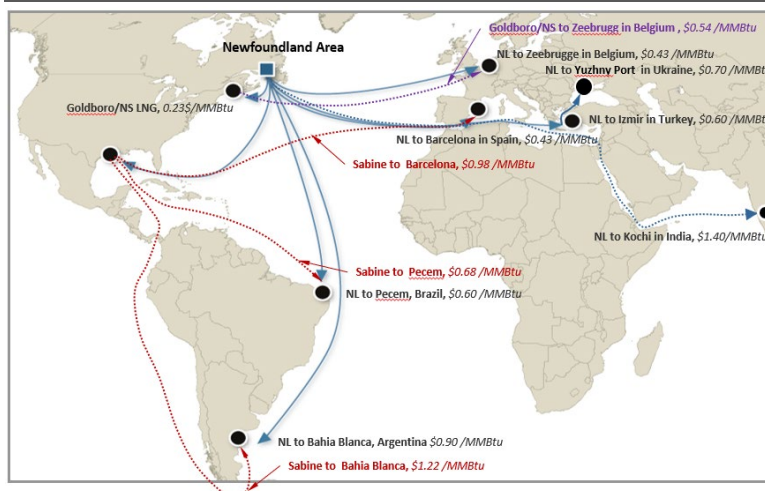 Goldboro/NS to Zeebrugg in Belgium , $0.54 /MMBtu
Newfoundland Area
NL to Zeebrugge in Belgium, $0.43 /MMBtu
NL to Yuzhny Port in Ukraine, $0.70 /MMBtu
Goldboro/NS LNG, 0.23$/MMBtu
NL to Izmir in Turkey, $0.60 /MMBtu
NL to Barcelona in Spain, $0.43 /MMBtu
Sabine to Barcelona, $0.98 /MMBtu
NL to Kochi in India, $1.40/MMBtu
Sabine to Pecem, $0.68 /MMBtu
NL to Pecem, Brazil, $0.60 /MMBtu
NL to Bahia Blanca, Argentina $0.90 /MMBtu
Sabine to Bahia Blanca, $1.22 /MMBtu